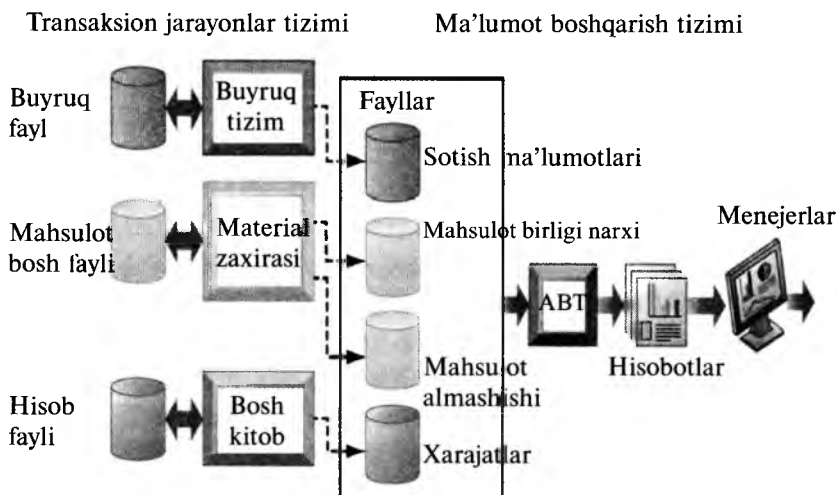 Transaksion jarayonlar tizimi
Ma'lumot boshqarish tizimi
Buyruq
fayl
Buyruq
tizim
Fayllar
Sotish ma'lumotlari
Mahsulot
bosh fayli
Material
zaxirasi
Mahsulot birligi narxi
Menejerlar
ABT
Hisobotlar
Mahsulot
almashishi
Hisob
fayli
Bosh
kitob
Xarajatlar